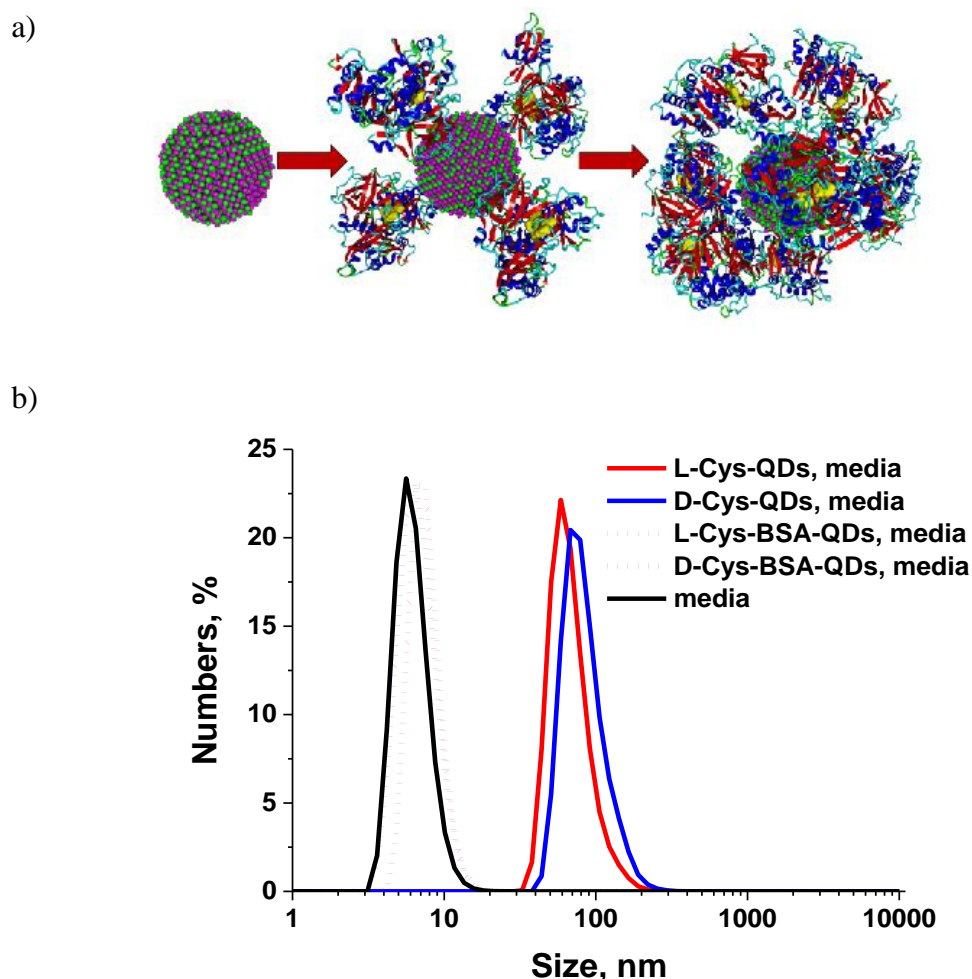 a)
b)
25
20
15
10
5
0
Numbers, %
L-Cys-QDs, media
D-Cys-QDs, media
L-Cys-BSA-QDs, media
D-Cys-BSA-QDs, media
media
1
10
100
1000
10000
Size, nm